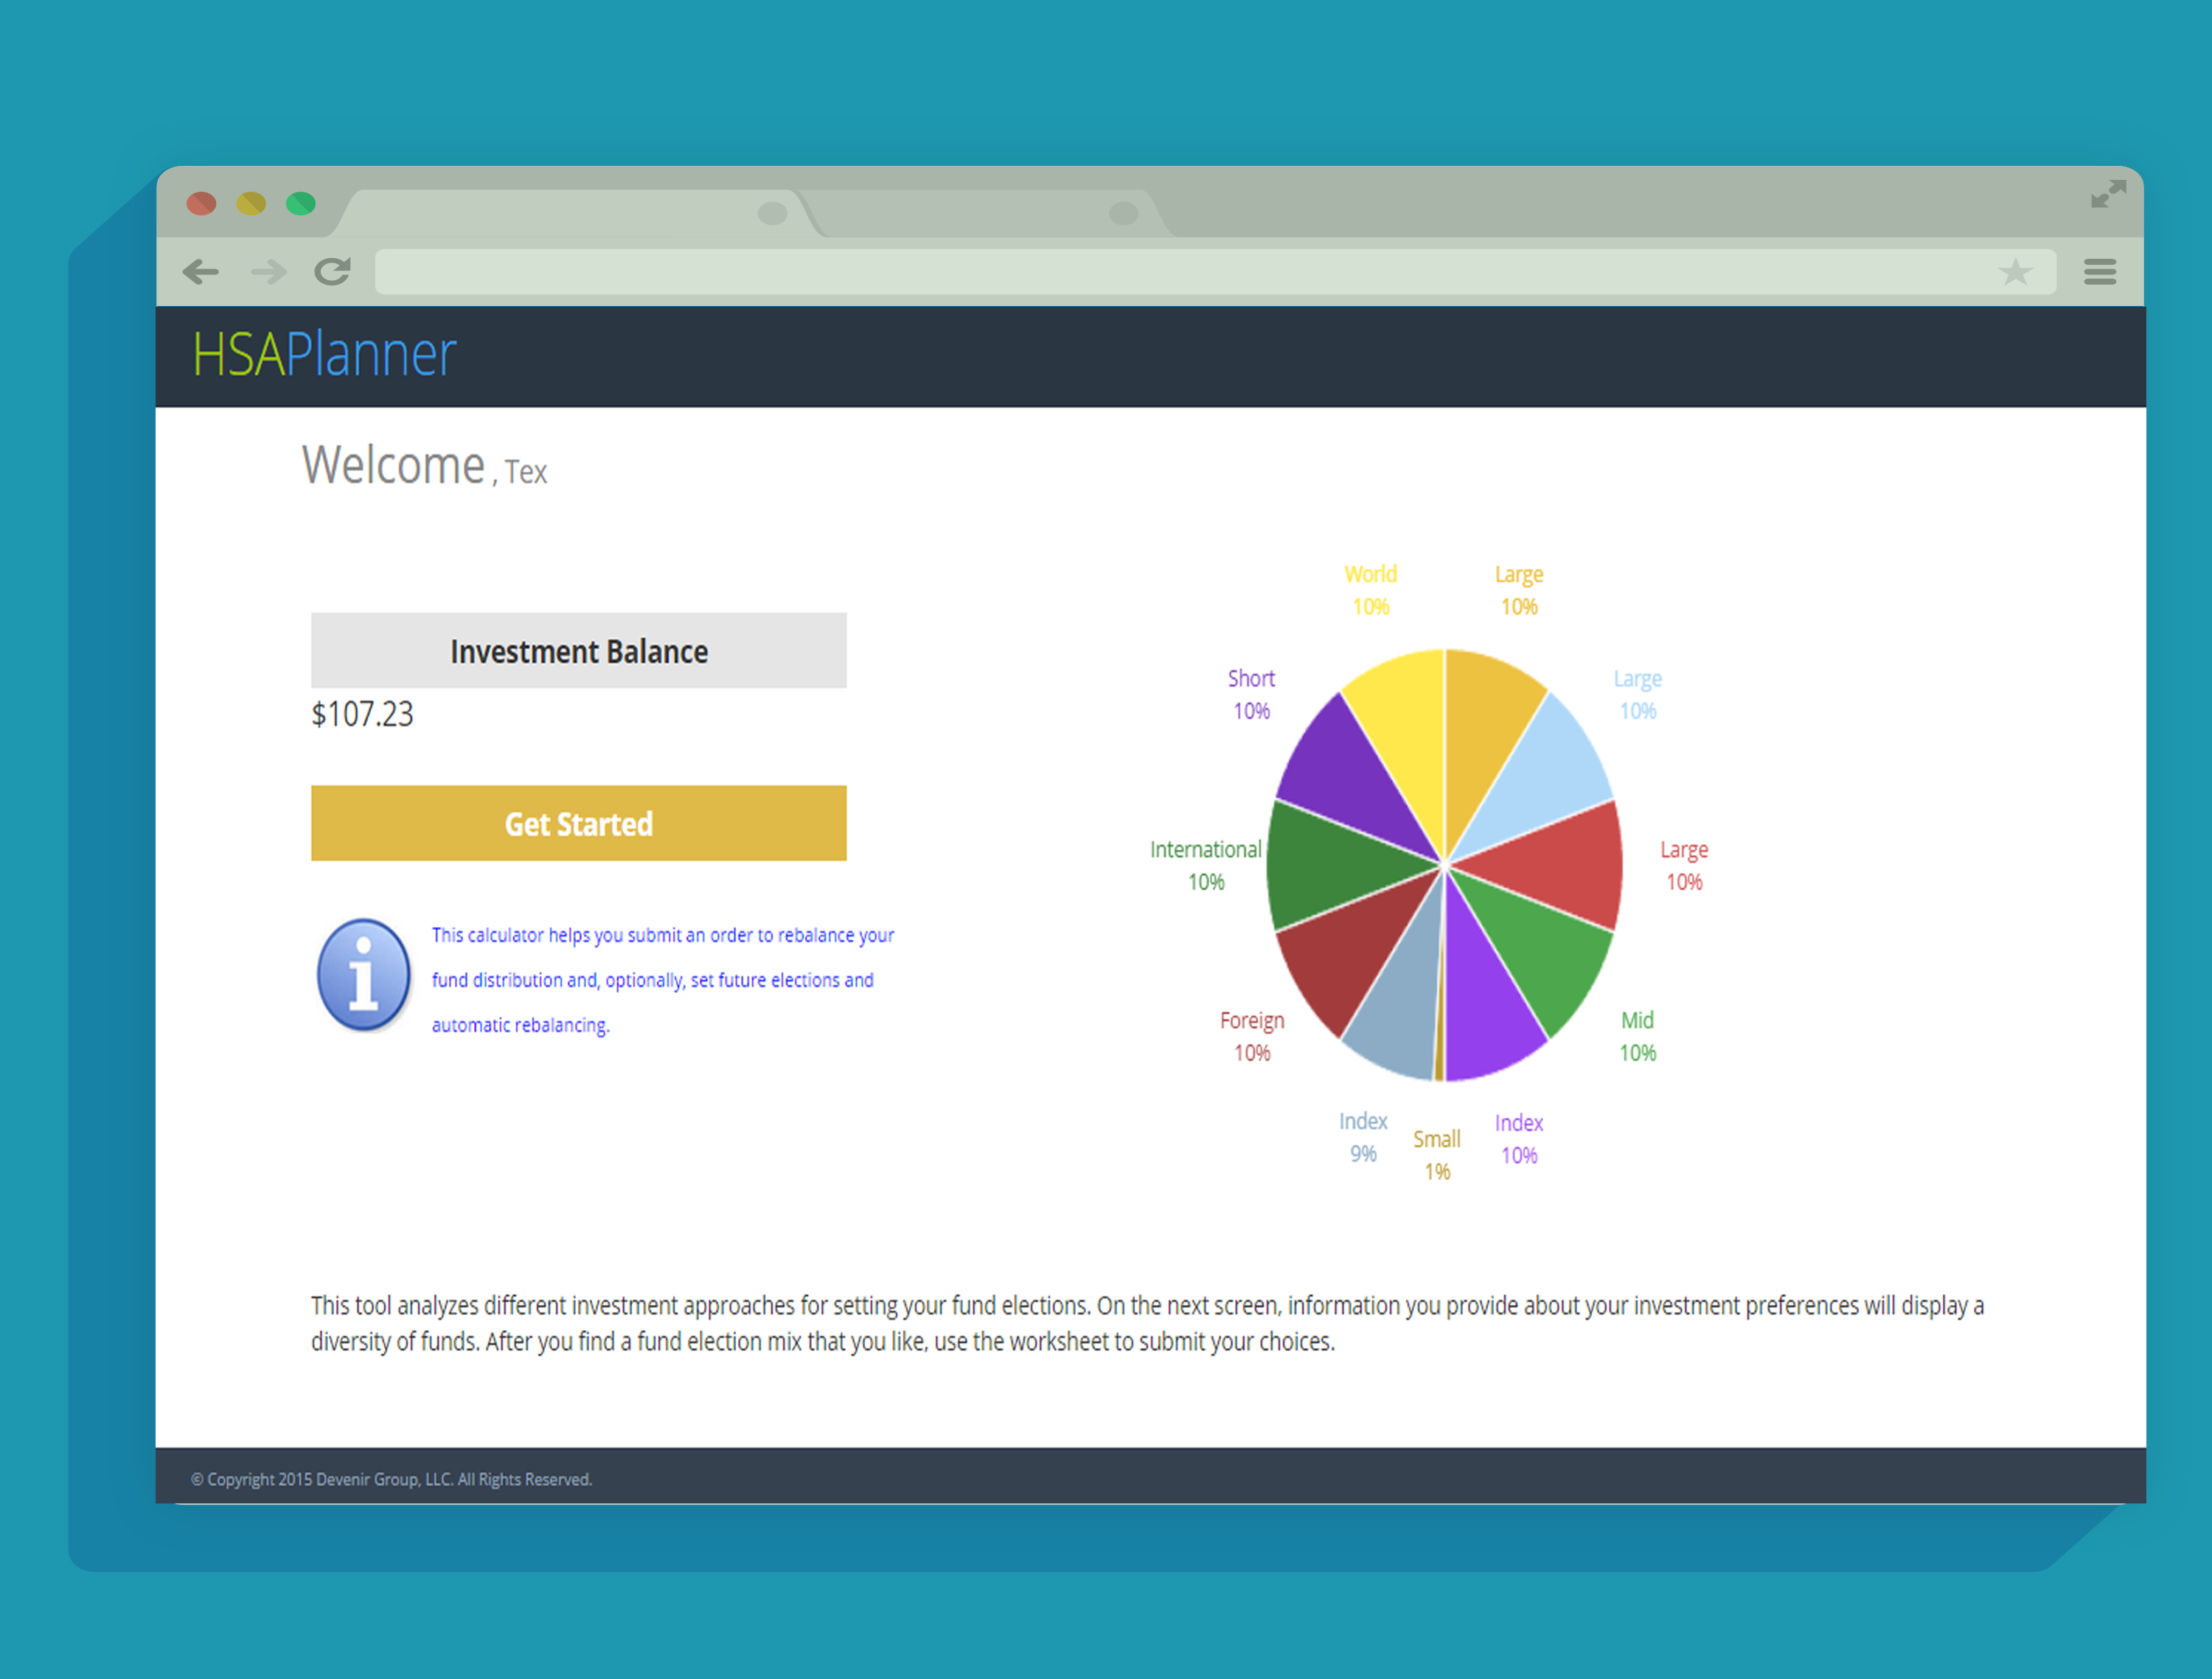 HSAPlanner
Welcome , Tex
Investment Balance
$107.23
Get Started
This calculator helps you submit an order to rebalance your
fund distribution and, optionally, set future elections and
automatic rebalancing.
World
10%
Large
10%
Short
10%
Large
10%
International
10%
Large
10%
Foreign
10%
Mid
10%
Index
9%
Small
1%
Index
10%
This tool analyzes different investment approaches for setting your fund elections. On the next screen, information you provide about your investment preferences will display a
diversity of funds. After you find a fund election mix that you like, use the worksheet to submit your choices.
© Copyright 2015 Devenir Group, LLC. All Rights Reserved.